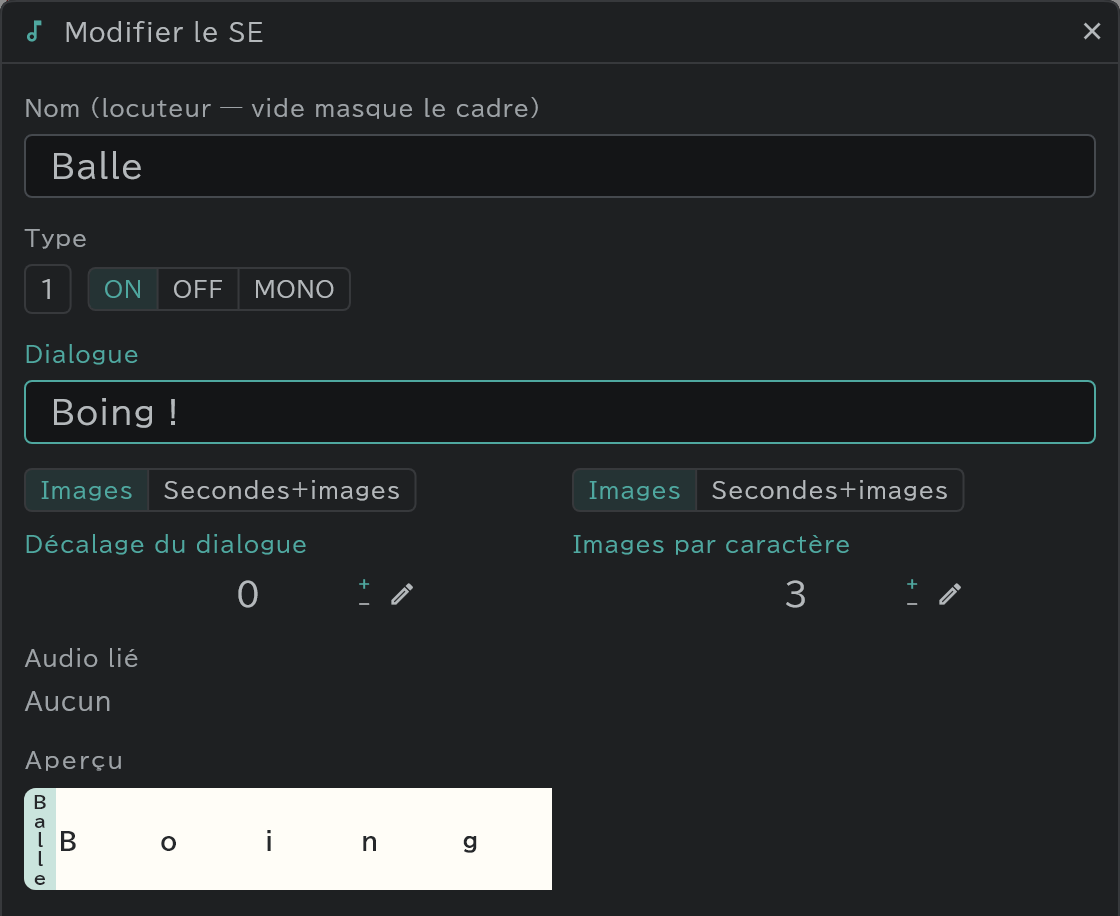 Modifier le SE
Nom (locuteur — vide masque le cadre)
Balle
Type
1 ON OFF MONO
Dialogue
Boing !
Images Secondes+images Images Secondes+images
Décalage du dialogue Images par caractère
0 + − 3 + −
Audio lié
Aucun
Aperçu
Balle
B o i n g